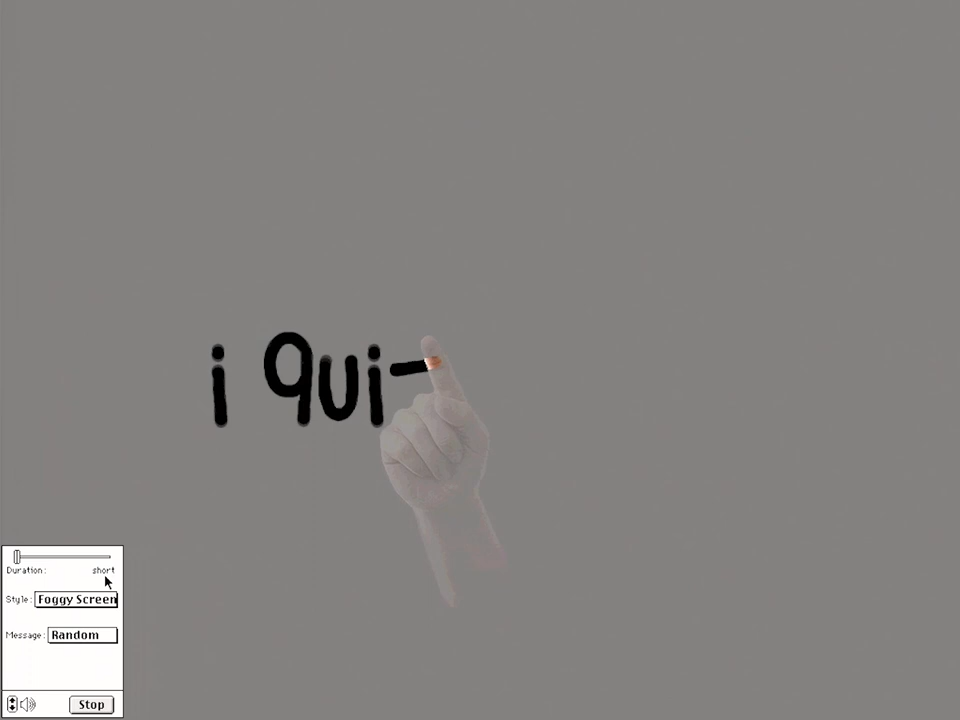 i qui-
Duration: short
Style: Foggy Screen
Message: Random
Stop